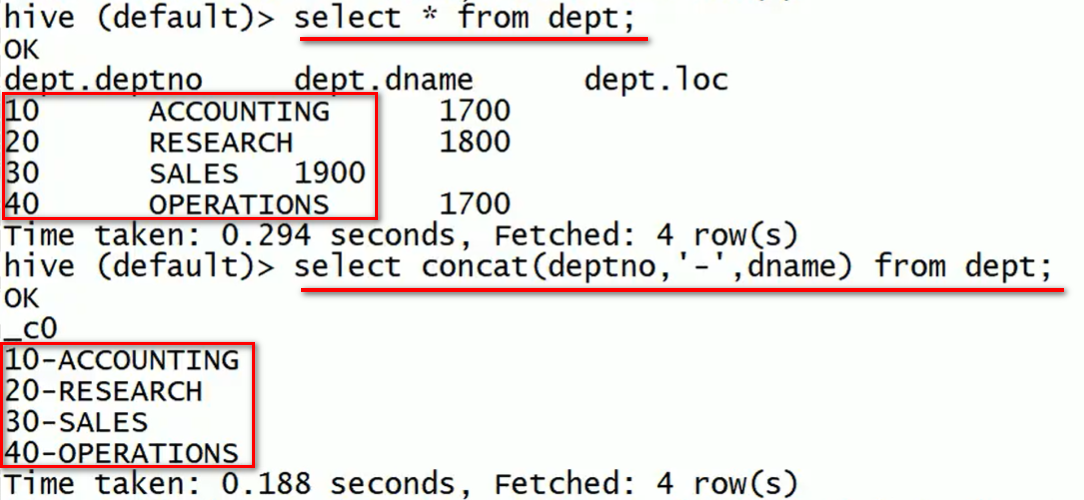 hive (default)> select * from dept;
OK
dept.deptno dept.dname dept.loc
10 ACCOUNTING 1700
20 RESEARCH 1800
30 SALES 1900
40 OPERATIONS 1700
Time taken: 0.294 seconds, Fetched: 4 row(s)
hive (default)> select concat(deptno,'-',dname) from dept;
OK
_c0
10-ACCOUNTING
20-RESEARCH
30-SALES
40-OPERATIONS
Time taken: 0.188 seconds, Fetched: 4 row(s)